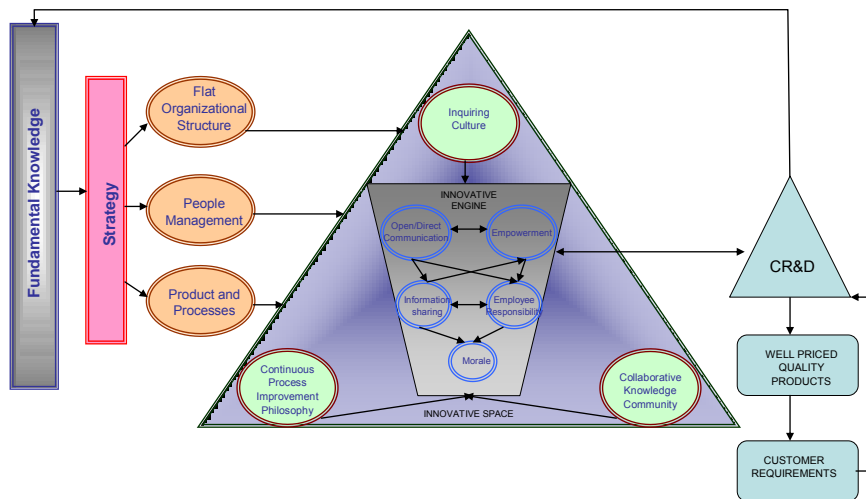 Fundamental Knowledge
Strategy
Flat
Organizational
Structure
People
Management
Product and
Processes
Inquiring
Culture
INNOVATIVE
ENGINE
Open/Direct
Communication
Empowerment
Information
sharing
Employee
Responsibility
Morale
Continuous
Process
Improvement
Philosophy
Collaborative
Knowledge
Community
INNOVATIVE SPACE
CR&D
WELL PRICED
QUALITY
PRODUCTS
CUSTOMER
REQUIREMENTS